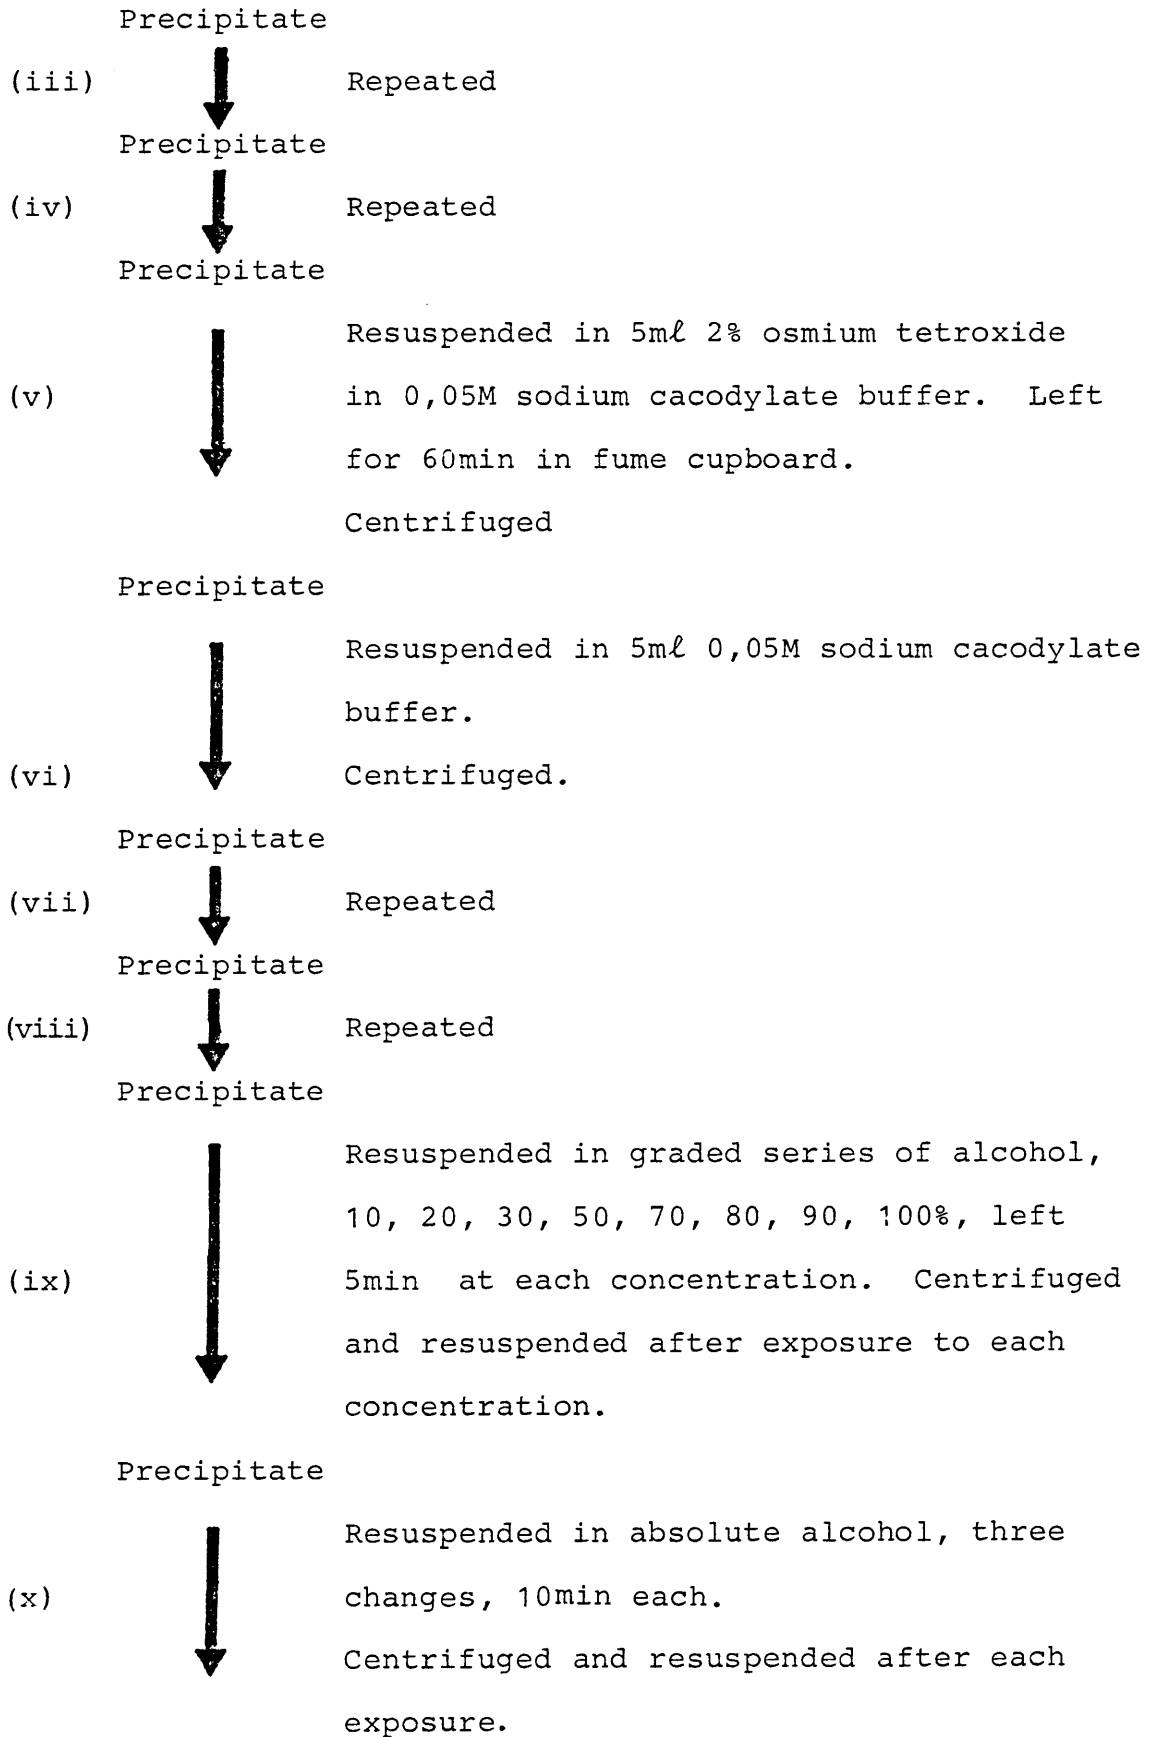 Precipitate
(iii) Repeated
Precipitate
(iv) Repeated
Precipitate
Resuspended in 5mℓ 2% osmium tetroxide
(v) in 0,05M sodium cacodylate buffer. Left
for 60min in fume cupboard.
Centrifuged
Precipitate
Resuspended in 5mℓ 0,05M sodium cacodylate
buffer.
(vi) Centrifuged.
Precipitate
(vii) Repeated
Precipitate
(viii) Repeated
Precipitate
Resuspended in graded series of alcohol,
10, 20, 30, 50, 70, 80, 90, 100%, left
(ix) 5min at each concentration. Centrifuged
and resuspended after exposure to each
concentration.
Precipitate
Resuspended in absolute alcohol, three
(x) changes, 10min each.
Centrifuged and resuspended after each
exposure.